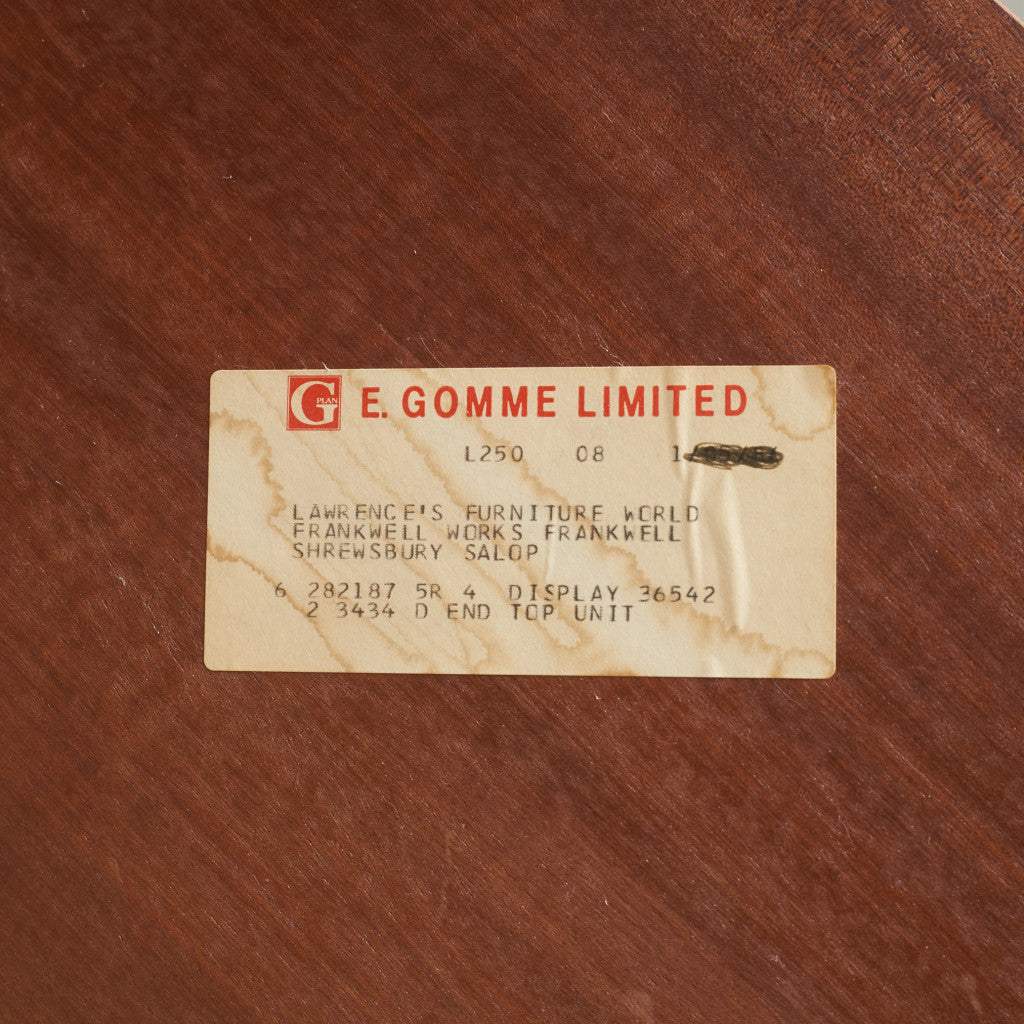 G PLAN E. GOMME LIMITED
L250 08 1
LAWRENCE'S FURNITURE WORLD
FRANKWELL WORKS FRANKWELL
SHREWSBURY SALOP
6 282187 5R 4 DISPLAY 36542
2 3434 D END TOP UNIT